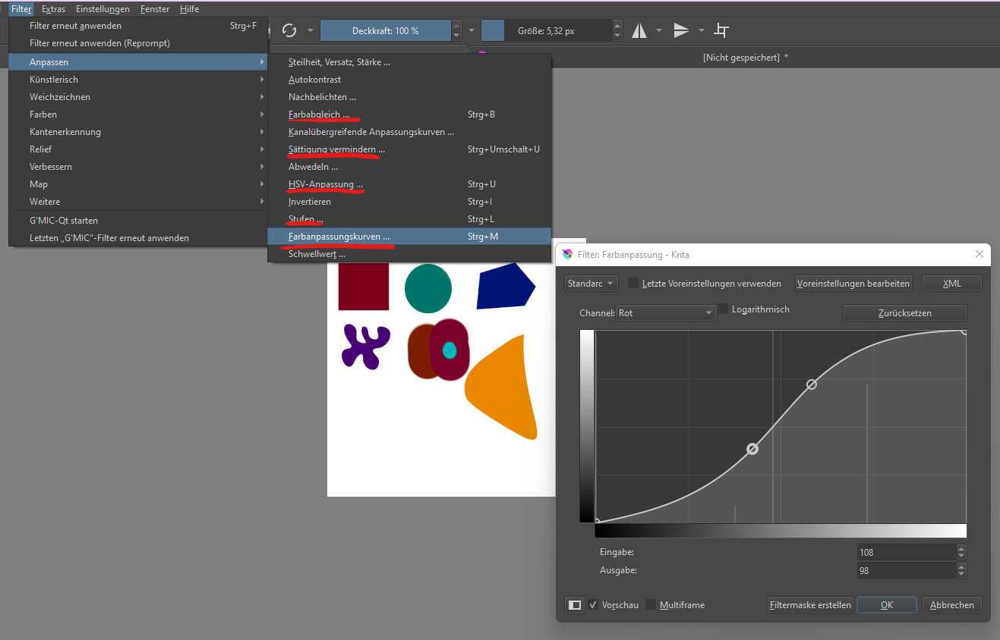 Filter Extras Einstellungen Fenster Hilfe
Filter erneut anwenden Strg+F
Filter erneut anwenden (Reprompt)
Deckkraft: 100 %
Größe: 5,32 px
[Nicht gespeichert] *
Anpassen
Künstlerisch
Weichzeichnen
Farben
Kantenerkennung
Relief
Verbessern
Map
Weitere
G'MIC-Qt starten
Letzten „G'MIC“-Filter erneut anwenden
Steilheit, Versatz, Stärke ...
Autokontrast
Nachbelichten ...
Farbabgleich ... Strg+B
Kanalübergreifende Anpassungskurven ...
Sättigung vermindern ... Strg+Umschalt+U
Abwedeln ...
HSV-Anpassung ... Strg+U
Invertieren Strg+I
Stufen ... Strg+L
Farbanpassungskurven ... Strg+M
Schwellwert ...
Filter: Farbanpassung - Krita
Standard Letzte Voreinstellungen verwenden Voreinstellungen bearbeiten XML
Channel: Rot Logarithmisch Zurücksetzen
Eingabe: 108
Ausgabe: 98
Vorschau Multiframe Filtermaske erstellen OK Abbrechen